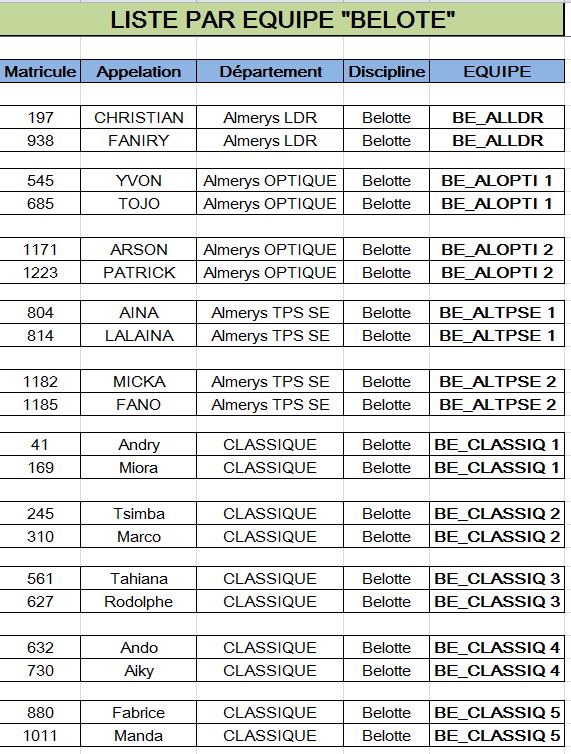 LISTE PAR EQUIPE "BELOTE"
Matricule Appelation Département Discipline EQUIPE
197 CHRISTIAN Almerys LDR Belotte BE_ALLDR
938 FANIRY Almerys LDR Belotte BE_ALLDR
545 YVON Almerys OPTIQUE Belotte BE_ALOPTI 1
685 TOJO Almerys OPTIQUE Belotte BE_ALOPTI 1
1171 ARSON Almerys OPTIQUE Belotte BE_ALOPTI 2
1223 PATRICK Almerys OPTIQUE Belotte BE_ALOPTI 2
804 AINA Almerys TPS SE Belotte BE_ALTPSE 1
814 LALAINA Almerys TPS SE Belotte BE_ALTPSE 1
1182 MICKA Almerys TPS SE Belotte BE_ALTPSE 2
1185 FANO Almerys TPS SE Belotte BE_ALTPSE 2
41 Andry CLASSIQUE Belotte BE_CLASSIQ 1
169 Miora CLASSIQUE Belotte BE_CLASSIQ 1
245 Tsimba CLASSIQUE Belotte BE_CLASSIQ 2
310 Marco CLASSIQUE Belotte BE_CLASSIQ 2
561 Tahiana CLASSIQUE Belotte BE_CLASSIQ 3
627 Rodolphe CLASSIQUE Belotte BE_CLASSIQ 3
632 Ando CLASSIQUE Belotte BE_CLASSIQ 4
730 Aiky CLASSIQUE Belotte BE_CLASSIQ 4
880 Fabrice CLASSIQUE Belotte BE_CLASSIQ 5
1011 Manda CLASSIQUE Belotte BE_CLASSIQ 5